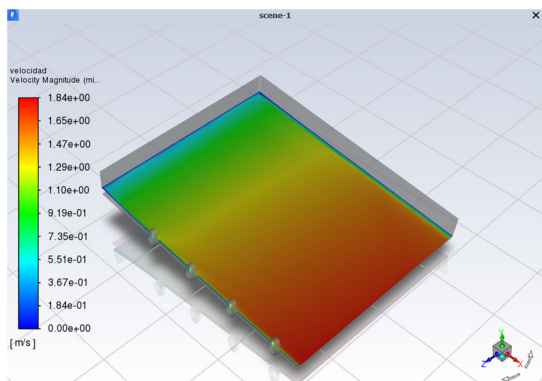 scene-1
velocidad
Velocity Magnitude (mi...
1.84e+00
1.65e+00
1.47e+00
1.29e+00
1.10e+00
9.19e-01
7.35e-01
5.51e-01
3.67e-01
1.84e-01
0.00e+00
[m/s]
Y
Z
X